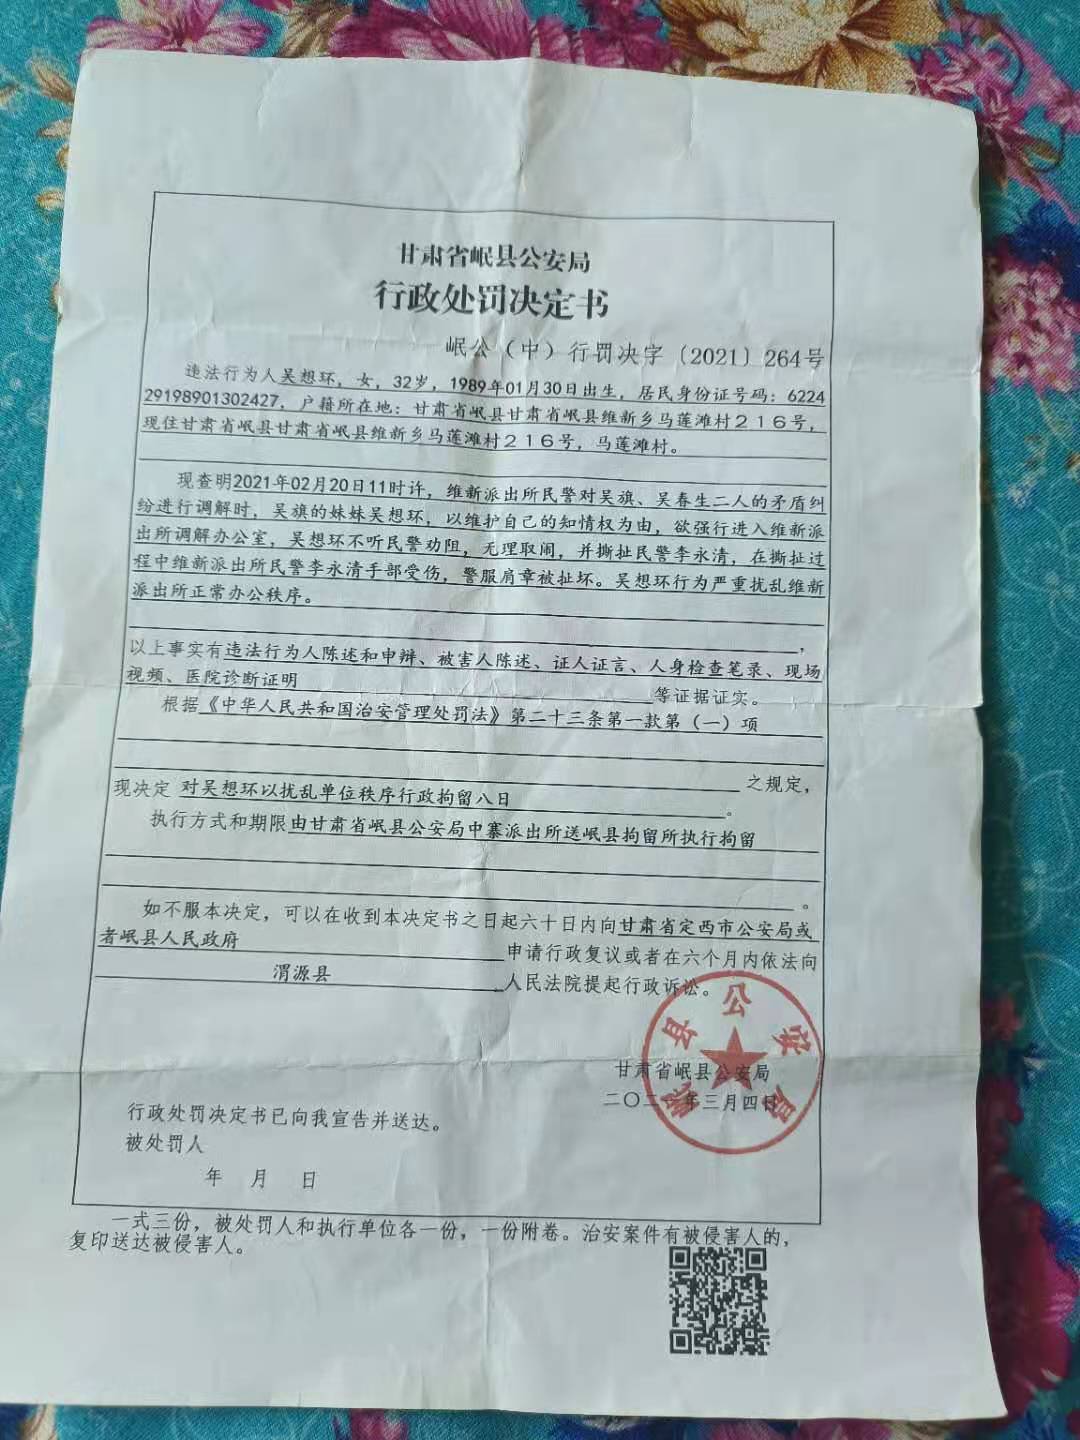 甘肃省岷县公安局
行政处罚决定书
岷公（中）行罚决字〔2021〕264号
违法行为人吴想环，女，32岁，1989年01月30日出生，居民身份证号码：6224
29198901302427，户籍所在地：甘肃省岷县甘肃省岷县维新乡马莲滩村２１６号，
现住甘肃省岷县甘肃省岷县维新乡马莲滩村２１６号，马莲滩村。
现查明2021年02月20日11时许，维新派出所民警对吴旗、吴春生二人的矛盾纠
纷进行调解时，吴旗的妹妹吴想环，以维护自己的知情权为由，欲强行进入维新派
出所调解办公室，吴想环不听民警劝阻，无理取闹，并撕扯民警李永清，在撕扯过
程中维新派出所民警李永清手部受伤，警服肩章被扯坏。吴想环行为严重扰乱维新
派出所正常办公秩序。
，
以上事实有违法行为人陈述和申辩、被害人陈述、证人证言、人身检查笔录、现场
视频、医院诊断证明 等证据证实。
根据《中华人民共和国治安管理处罚法》第二十三条第一款第（一）项
之规定，
现决定 对吴想环以扰乱单位秩序行政拘留八日 。
执行方式和期限由甘肃省岷县公安局中寨派出所送岷县拘留所执行拘留
。
如不服本决定，可以在收到本决定书之日起六十日内向甘肃省定西市公安局或
者岷县人民政府 申请行政复议或者在六个月内依法向
渭源县 人民法院提起行政诉讼。
岷县公安局
甘肃省岷县公安局
二〇二一年三月四日
行政处罚决定书已向我宣告并送达。
被处罚人
年 月 日
一式三份，被处罚人和执行单位各一份，一份附卷。治安案件有被侵害人的，
复印送达被侵害人。